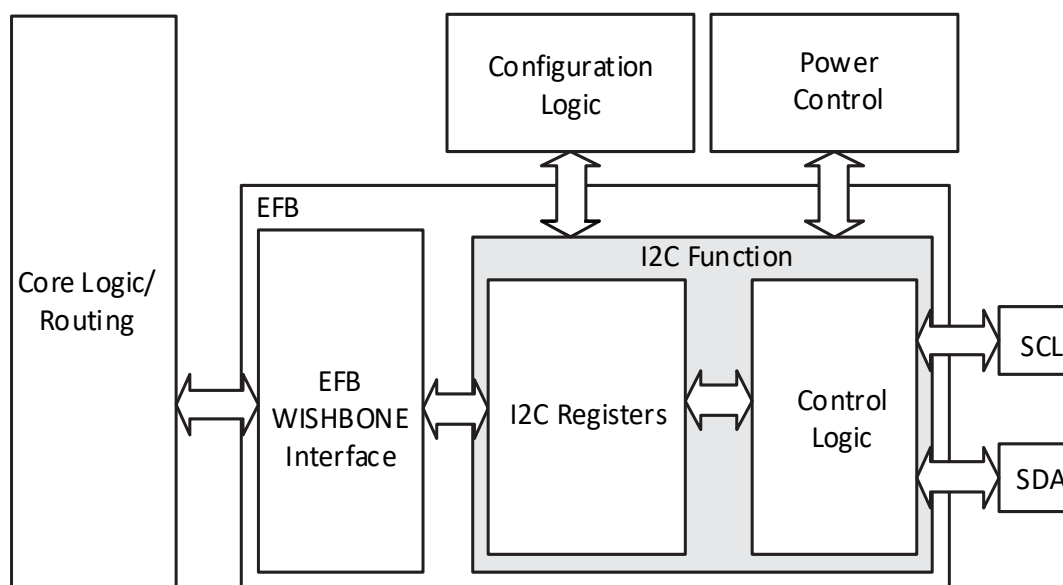 Configuration
Logic
Power
Control
EFB
I2C Function
Core Logic/
Routing
EFB
WISHBONE
Interface
I2C Registers
Control
Logic
SCL
SDA